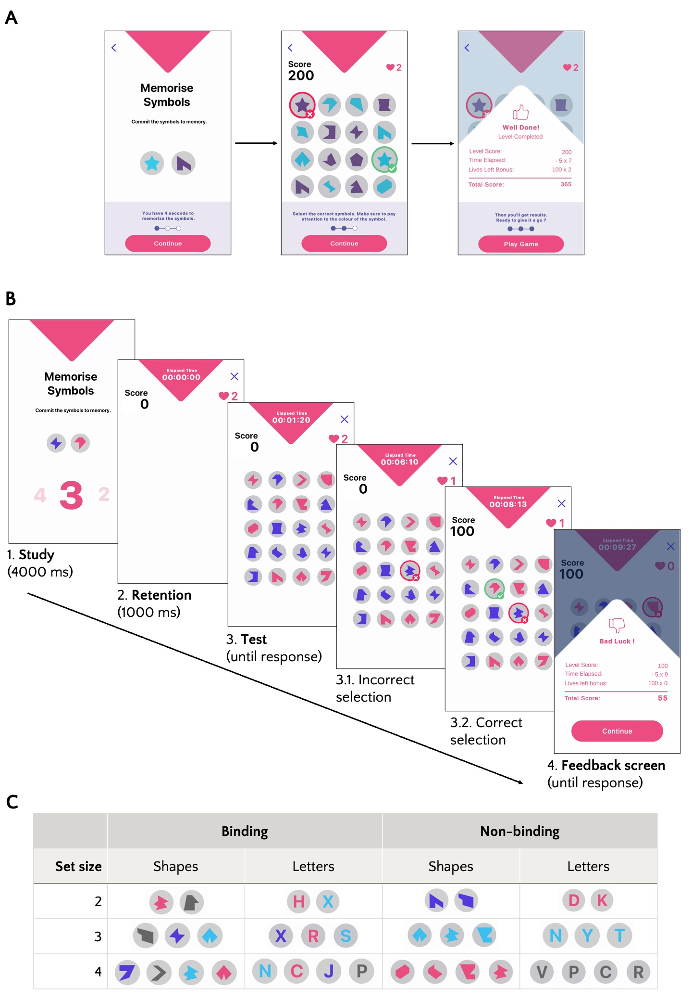 A
Memorise
Symbols
Commit the symbols to memory.
You have 4 seconds to
memorize the symbols.
Continue
Score
200
2
Select the correct symbols. Make sure to pay
attention to the colour of the symbol.
Continue
2
Well Done!
Level Completed
Level Score: 200
Time Elapsed: - 5 x 7
Lives Left Bonus: 100 x 2
Total Score: 365
Then you'll get results.
Ready to give it a go ?
Play Game
B
Memorise
Symbols
Commit the symbols to memory.
4 3 2
1. Study
(4000 ms)
Elapsed Time
00:00:00
Score
0
2
2. Retention
(1000 ms)
Elapsed Time
00:01:20
Score
0
2
3. Test
(until response)
Elapsed Time
00:06:10
Score
0
1
3.1. Incorrect
selection
Elapsed Time
00:08:13
Score
100
1
3.2. Correct
selection
Elapsed Time
00:09:27
Score
100
0
Bad Luck !
Level Score: 100
Time Elapsed: - 5 x 9
Lives left bonus: 100 x 0
Total Score: 55
Continue
4. Feedback screen
(until response)
C
Binding Non-binding
Set size Shapes Letters Shapes Letters
2 H X D K
3 X R S N Y T
4 N C J P V P C R